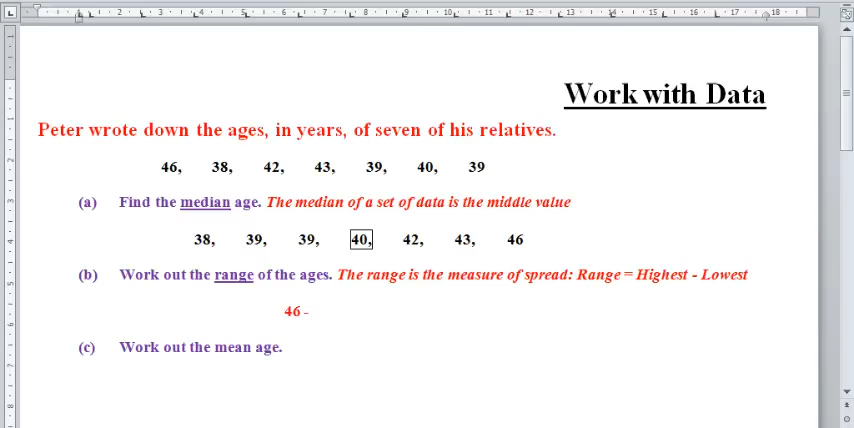 Work with Data
Peter wrote down the ages, in years, of seven of his relatives.
46, 38, 42, 43, 39, 40, 39
(a) Find the median age. The median of a set of data is the middle value
38, 39, 39, 40, 42, 43, 46
(b) Work out the range of the ages. The range is the measure of spread: Range = Highest - Lowest
46 -
(c) Work out the mean age.